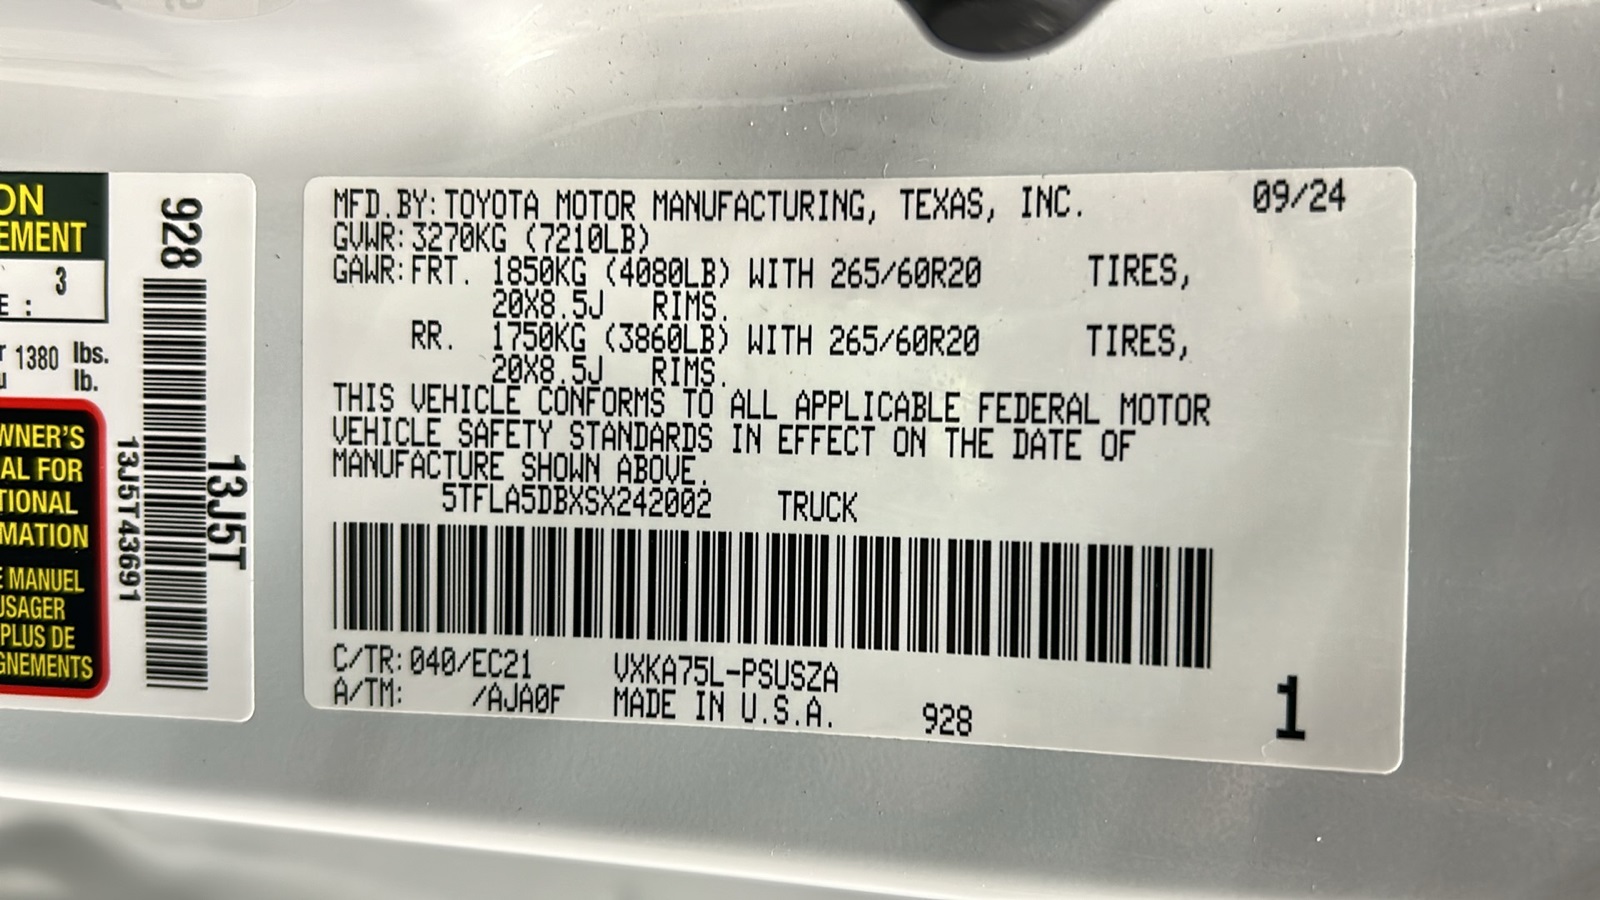 ON
EMENT
3
E :
r 1380 lbs.
u lb.
WNER'S
AL FOR
TIONAL
MATION
E MANUEL
USAGER
PLUS DE
GNEMENTS
928
13J5T
13J5T43691
MFD.BY:TOYOTA MOTOR MANUFACTURING, TEXAS, INC. 09/24
GVWR:3270KG (7210LB)
GAWR:FRT. 1850KG (4080LB) WITH 265/60R20 TIRES,
20X8.5J RIMS.
RR. 1750KG (3860LB) WITH 265/60R20 TIRES,
20X8.5J RIMS.
THIS VEHICLE CONFORMS TO ALL APPLICABLE FEDERAL MOTOR
VEHICLE SAFETY STANDARDS IN EFFECT ON THE DATE OF
MANUFACTURE SHOWN ABOVE.
5TFLA5DBXSX242002 TRUCK
C/TR:040/EC21 VXKA75L-PSUSZA
A/TM: /AJA0F MADE IN U.S.A. 928
1